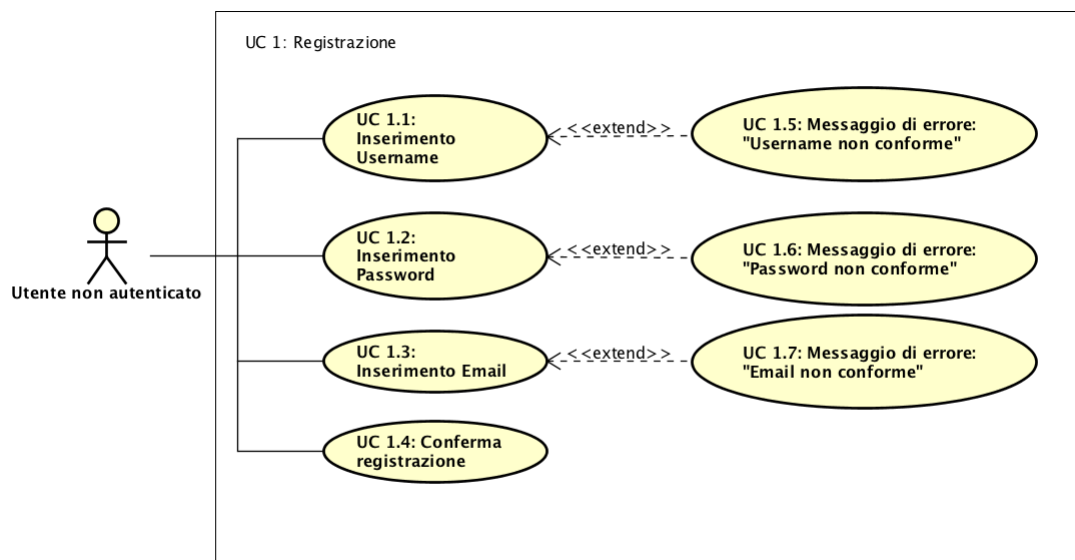 UC 1: Registrazione
UC 1.1:
Inserimento
Username
<<extend>>
UC 1.5: Messaggio di errore:
"Username non conforme"
UC 1.2:
Inserimento
Password
<<extend>>
UC 1.6: Messaggio di errore:
"Password non conforme"
Utente non autenticato
UC 1.3:
Inserimento Email
<<extend>>
UC 1.7: Messaggio di errore:
"Email non conforme"
UC 1.4: Conferma
registrazione